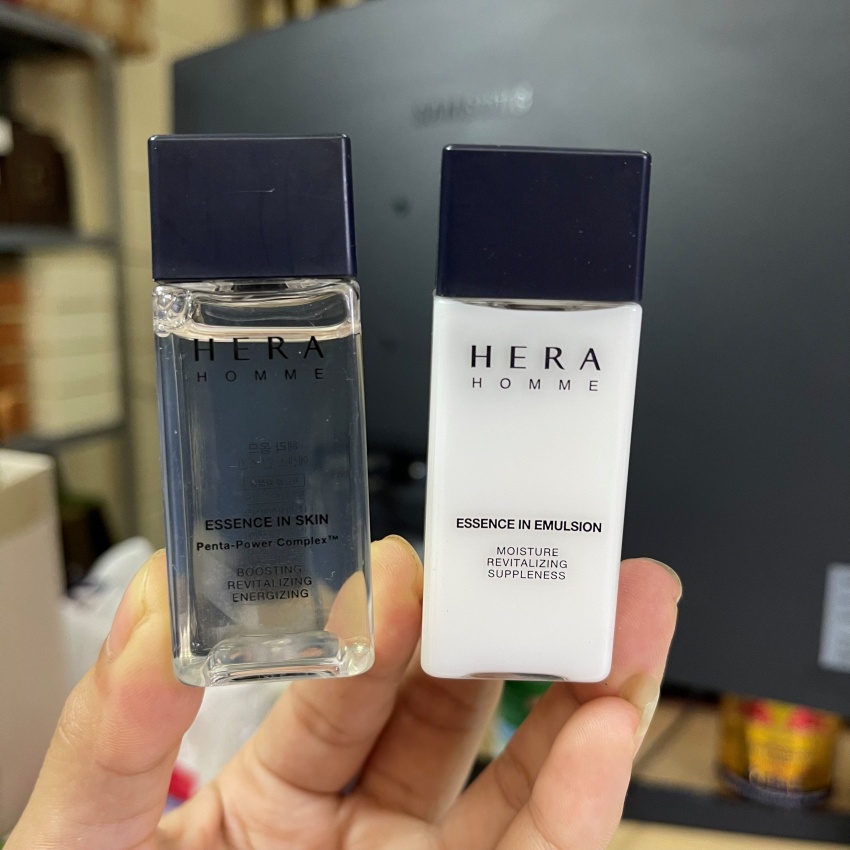 SAMSUNG
HERA
HOMME
ESSENCE IN SKIN
Penta-Power Complex™
BOOSTING
REVITALIZING
ENERGIZING
HERA
HOMME
ESSENCE IN EMULSION
MOISTURE
REVITALIZING
SUPPLENESS